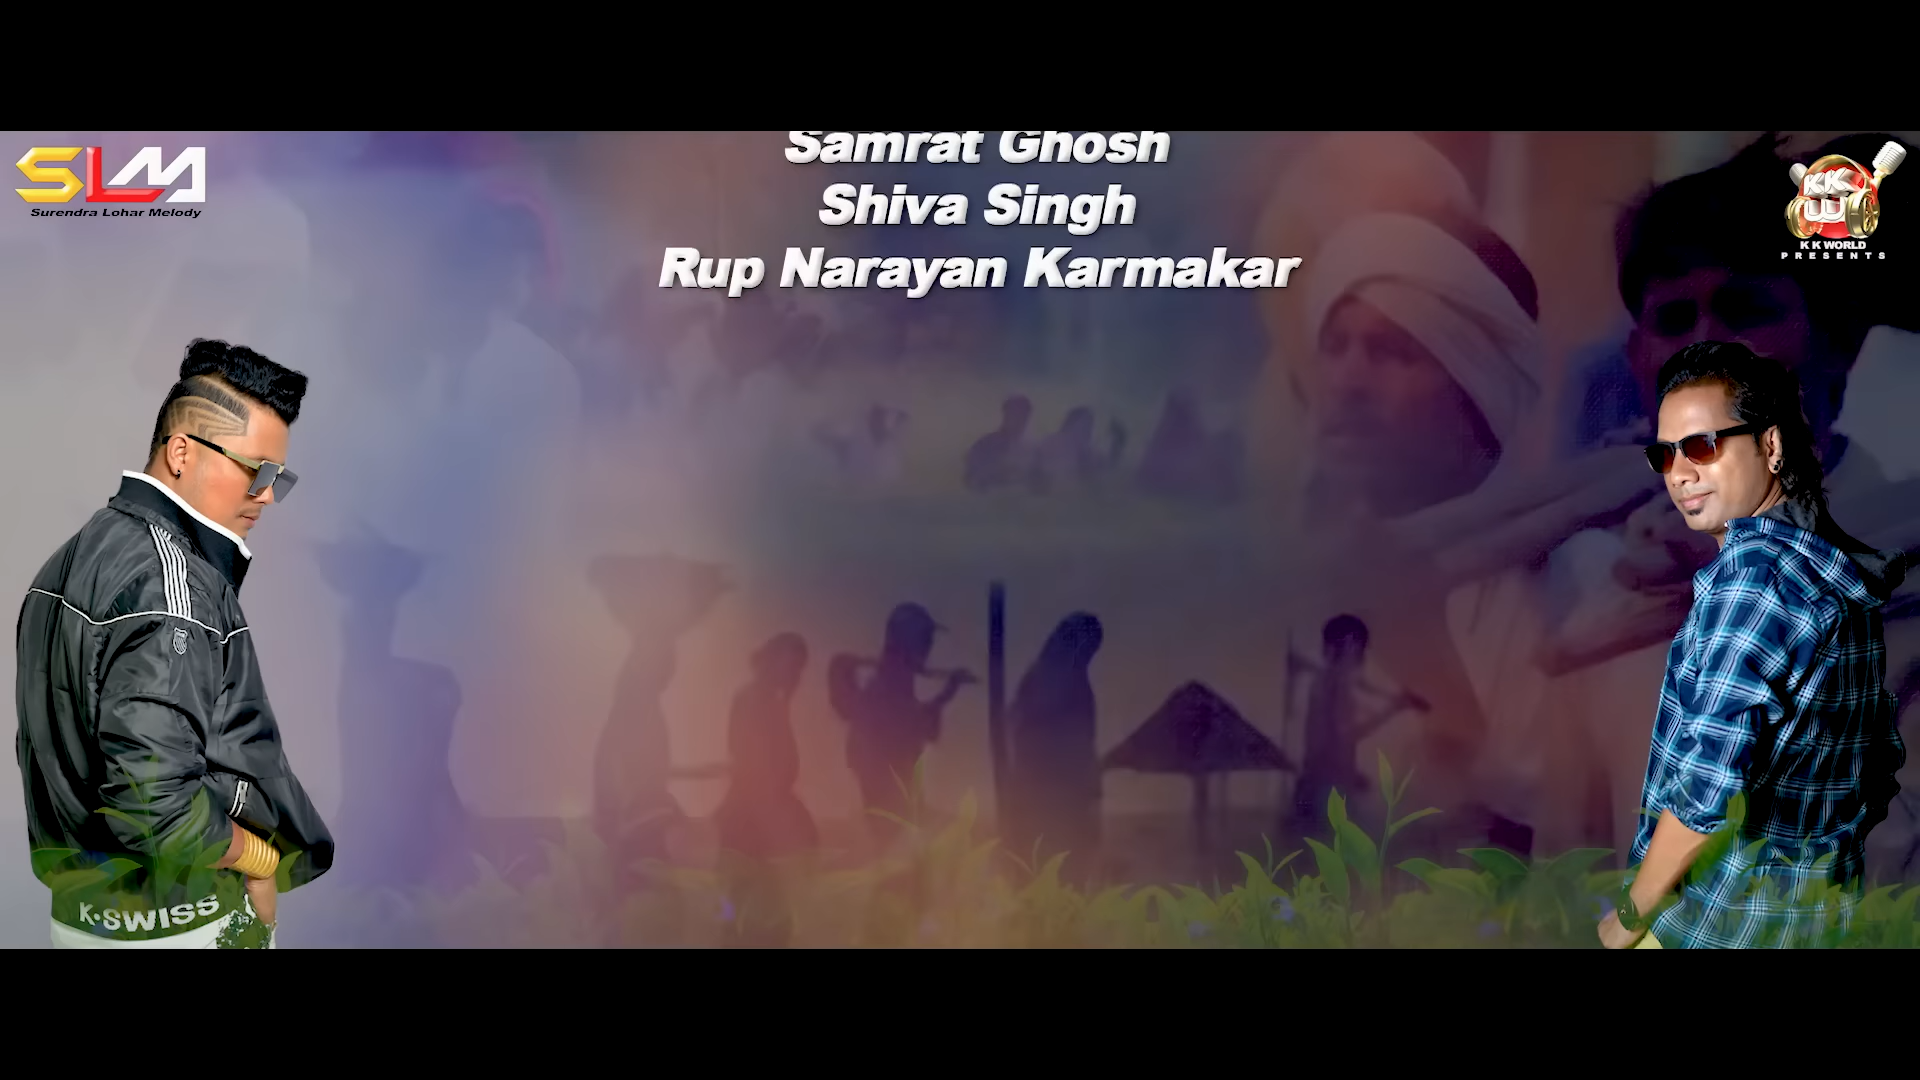 Samrat Ghosh
Shiva Singh
Rup Narayan Karmakar
SLM
Surendra Lohar Melody
KK
W
K K WORLD
PRESENTS
K·SWISS